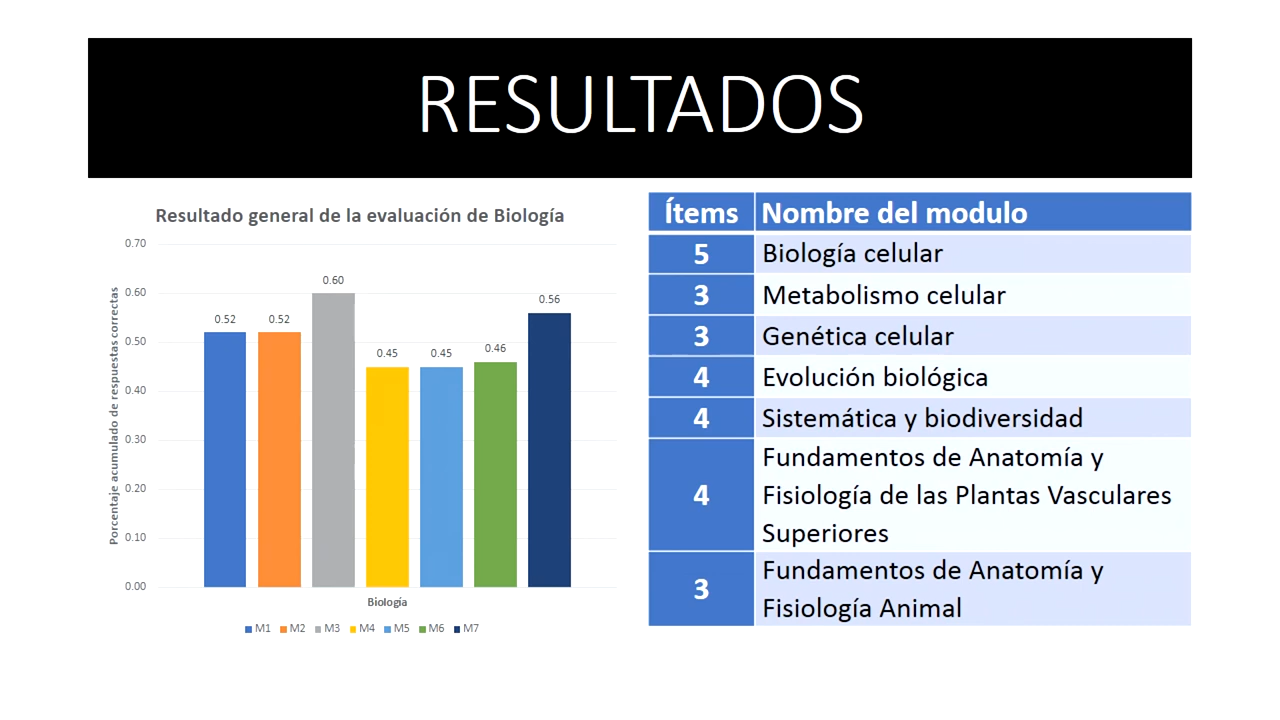 RESULTADOS
Resultado general de la evaluación de Biología
Porcentaje acumulado de respuestas correctas
0.70
0.60
0.50
0.40
0.30
0.20
0.10
0.00
0.52
0.52
0.60
0.45
0.45
0.46
0.56
Biología
M1 M2 M3 M4 M5 M6 M7
Ítems Nombre del modulo
5 Biología celular
3 Metabolismo celular
3 Genética celular
4 Evolución biológica
4 Sistemática y biodiversidad
Fundamentos de Anatomía y
4 Fisiología de las Plantas Vasculares
Superiores
3 Fundamentos de Anatomía y
Fisiología Animal